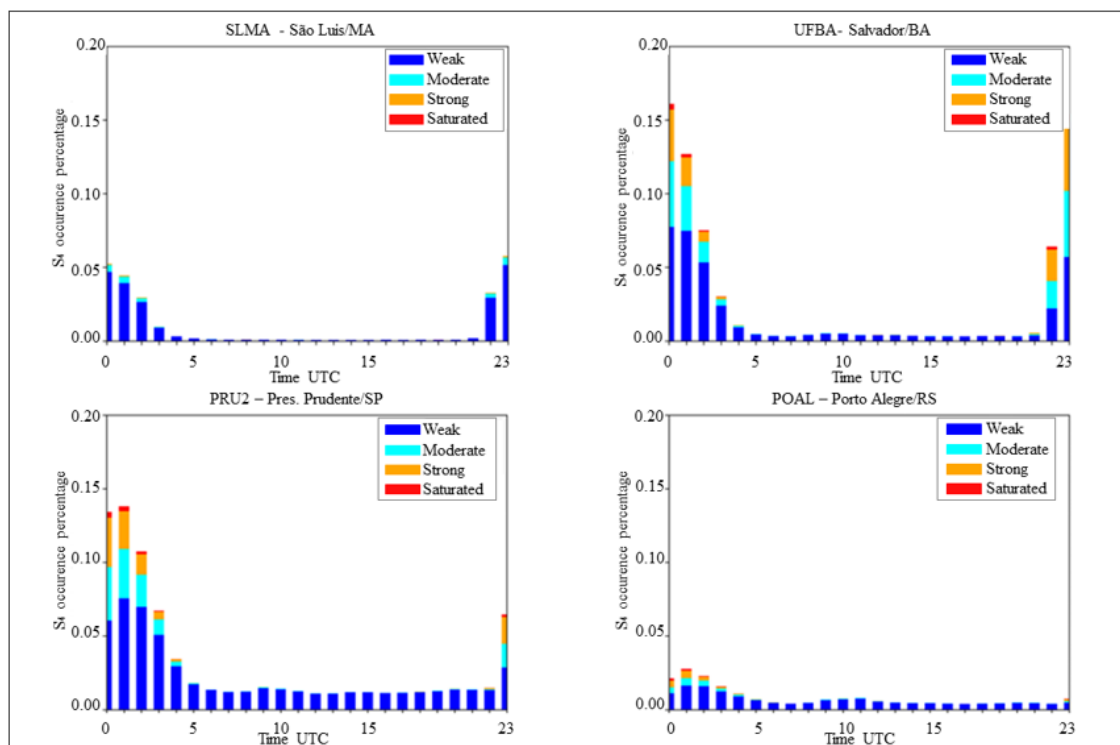 SLMA - São Luis/MA
0.20
0.15
0.10
0.05
0.00
S4 occurence percentage
Weak
Moderate
Strong
Saturated
0 5 10 15 23
Time UTC
UFBA- Salvador/BA
0.20
0.15
0.10
0.05
0.00
S4 occurence percentage
Weak
Moderate
Strong
Saturated
0 5 10 15 23
Time UTC
PRU2 – Pres. Prudente/SP
0.20
0.15
0.10
0.05
0.00
S4 occurence percentage
Weak
Moderate
Strong
Saturated
0 5 10 15 23
Time UTC
POAL – Porto Alegre/RS
0.20
0.15
0.10
0.05
0.00
S4 occurence percentage
Weak
Moderate
Strong
Saturated
0 5 10 15 23
Time UTC